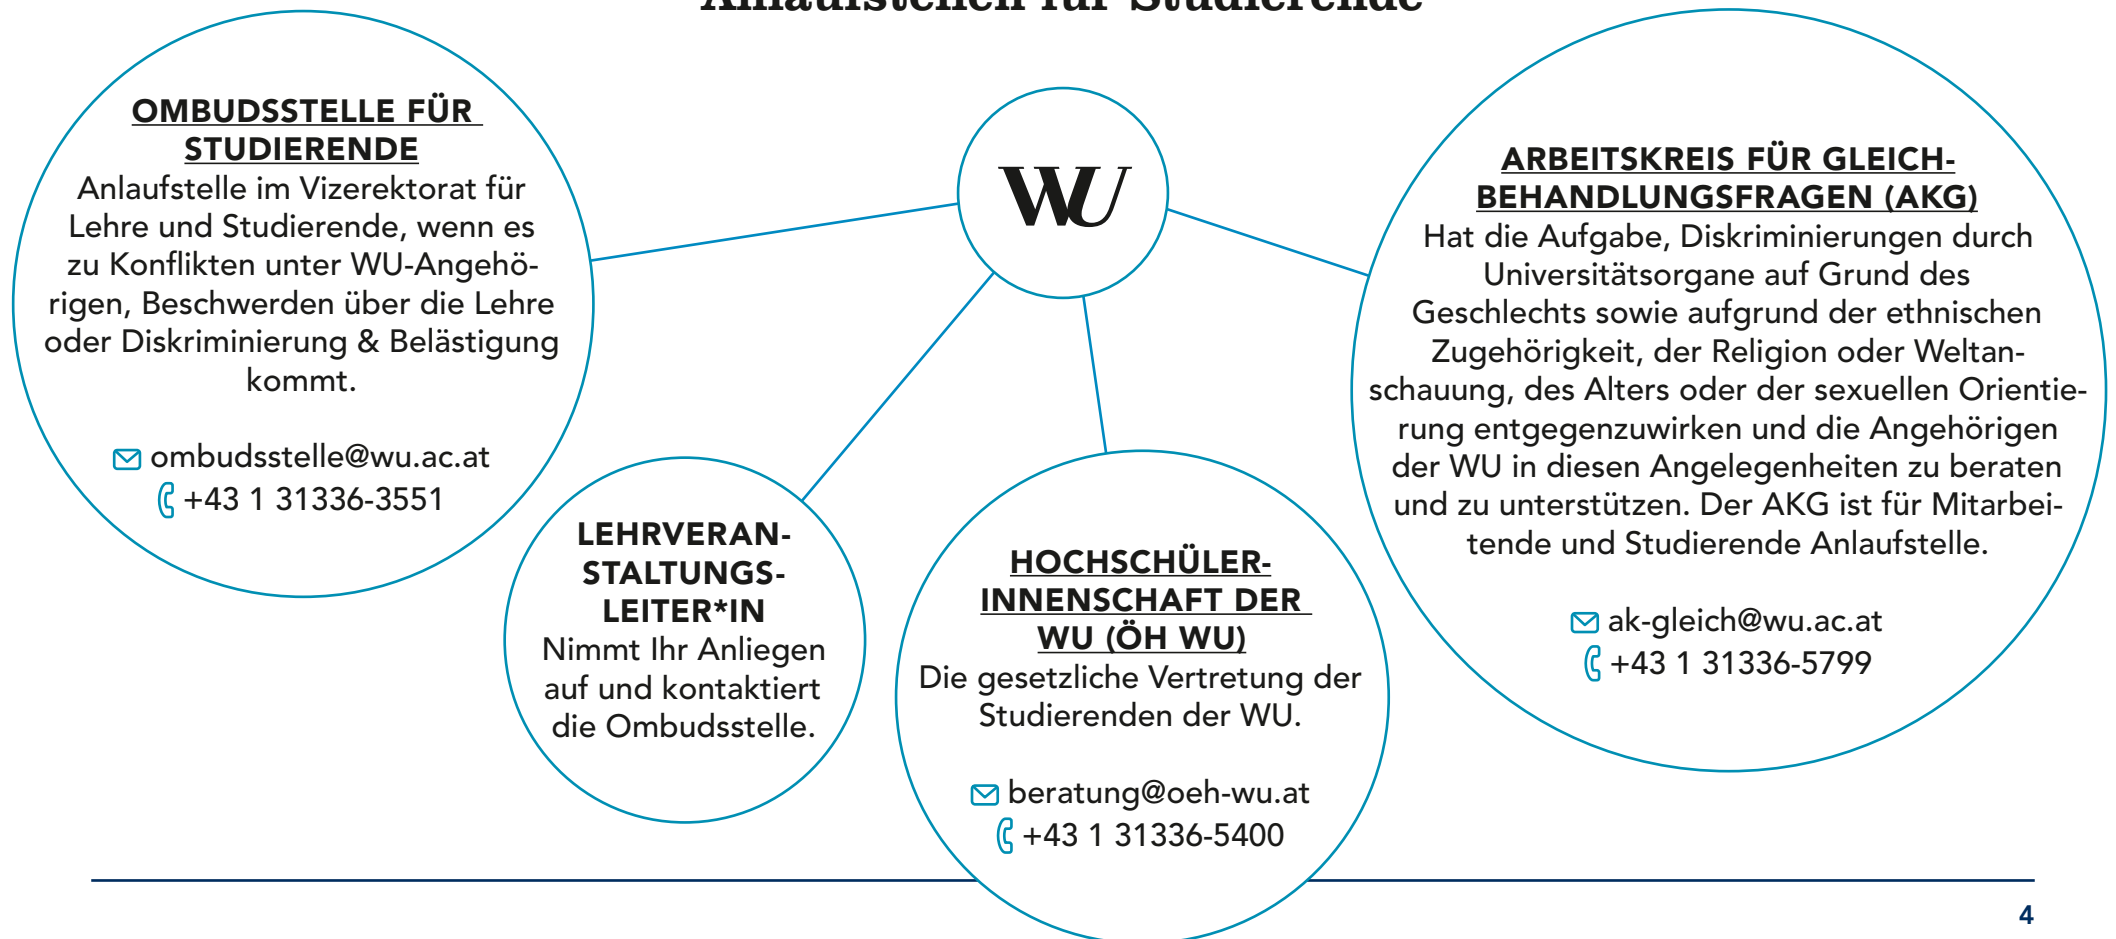 Anlaufstellen für Studierende
WU
OMBUDSSTELLE FÜR
STUDIERENDE
Anlaufstelle im Vizerektorat für
Lehre und Studierende, wenn es
zu Konflikten unter WU-Angehö-
rigen, Beschwerden über die Lehre
oder Diskriminierung & Belästigung
kommt.
ombudsstelle@wu.ac.at
+43 1 31336-3551
LEHRVERAN-
STALTUNGS-
LEITER*IN
Nimmt Ihr Anliegen
auf und kontaktiert
die Ombudsstelle.
HOCHSCHÜLER-
INNENSCHAFT DER
WU (ÖH WU)
Die gesetzliche Vertretung der
Studierenden der WU.
beratung@oeh-wu.at
+43 1 31336-5400
ARBEITSKREIS FÜR GLEICH-
BEHANDLUNGSFRAGEN (AKG)
Hat die Aufgabe, Diskriminierungen durch
Universitätsorgane auf Grund des
Geschlechts sowie aufgrund der ethnischen
Zugehörigkeit, der Religion oder Weltan-
schauung, des Alters oder der sexuellen Orientie-
rung entgegenzuwirken und die Angehörigen
der WU in diesen Angelegenheiten zu beraten
und zu unterstützen. Der AKG ist für Mitarbei-
tende und Studierende Anlaufstelle.
ak-gleich@wu.ac.at
+43 1 31336-5799
4